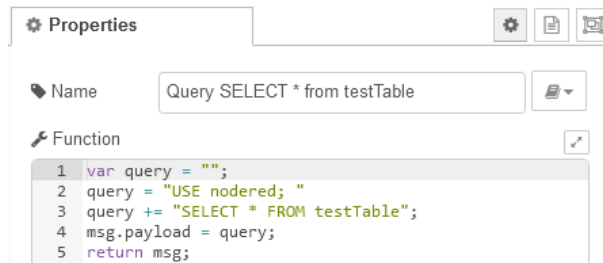 Properties
Name
Query SELECT * from testTable
Function
1 var query = "";
2 query = "USE nodered; "
3 query += "SELECT * FROM testTable";
4 msg.payload = query;
5 return msg;